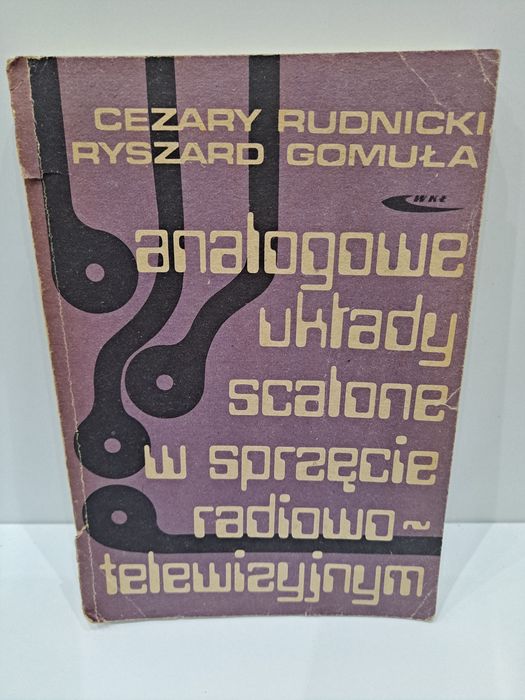 CEZARY RUDNICKI
RYSZARD GOMUŁA
WKŁ
analogowe
układy
scalone
w sprzęcie
radiowo~
telewizyjnym